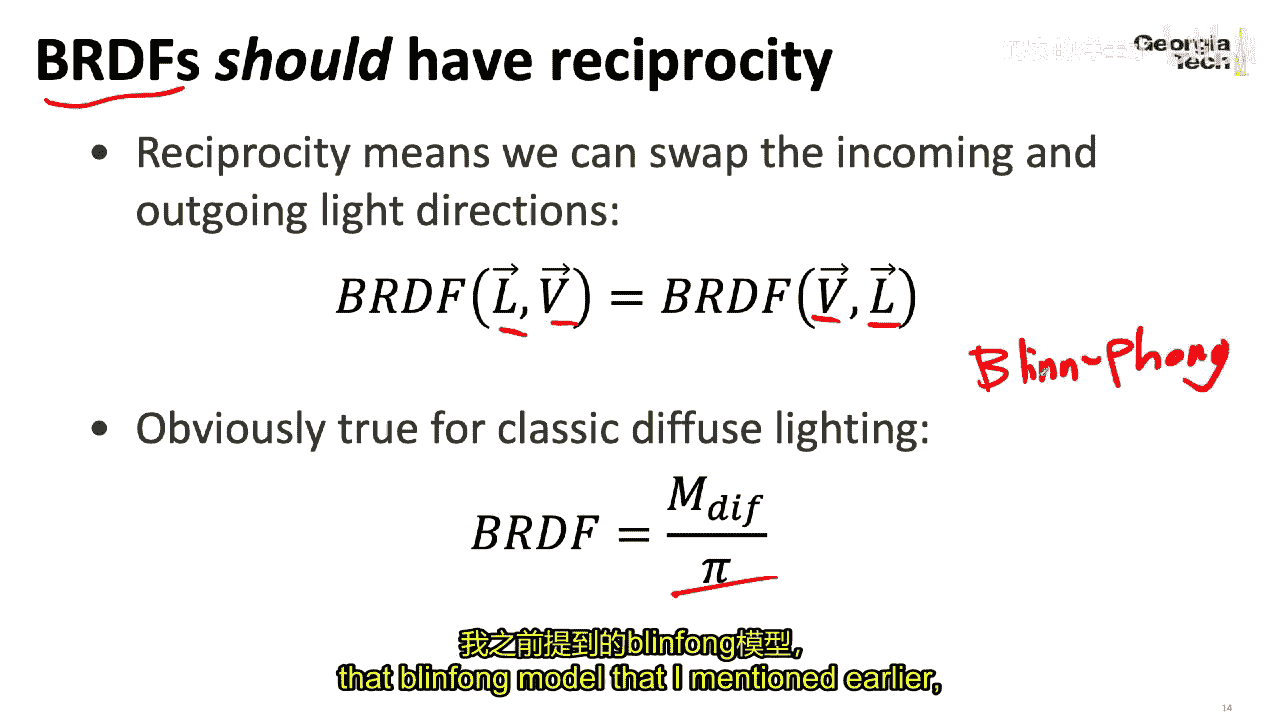 BRDFs should have reciprocity
Georgia
Tech
• Reciprocity means we can swap the incoming and
outgoing light directions:
BRDF(L⃗, V⃗) = BRDF(V⃗, L⃗)
Blinn-Phong
• Obviously true for classic diffuse lighting:
BRDF = M_dif / π
我之前提到的blinfong模型,
that blinfong model that I mentioned earlier,
14